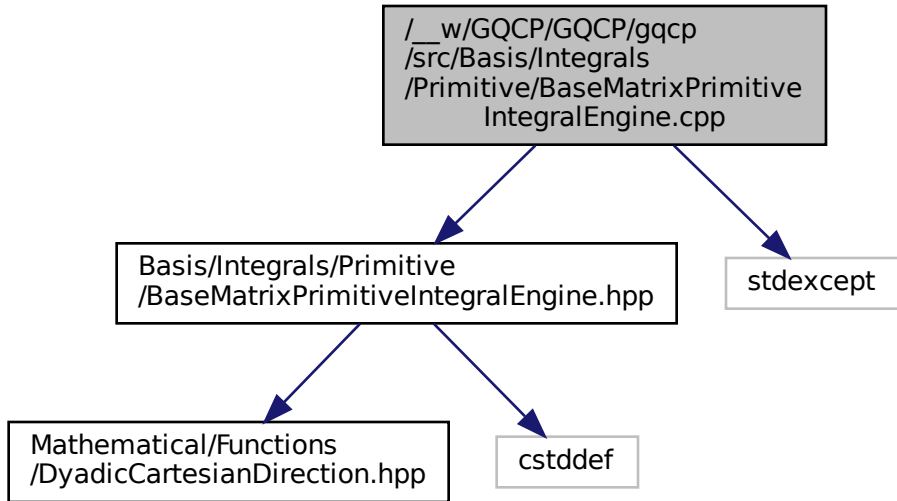 /__w/GQCP/GQCP/gqcp
/src/Basis/Integrals
/Primitive/BaseMatrixPrimitive
IntegralEngine.cpp
Basis/Integrals/Primitive
/BaseMatrixPrimitiveIntegralEngine.hpp
stdexcept
Mathematical/Functions
/DyadicCartesianDirection.hpp
cstddef